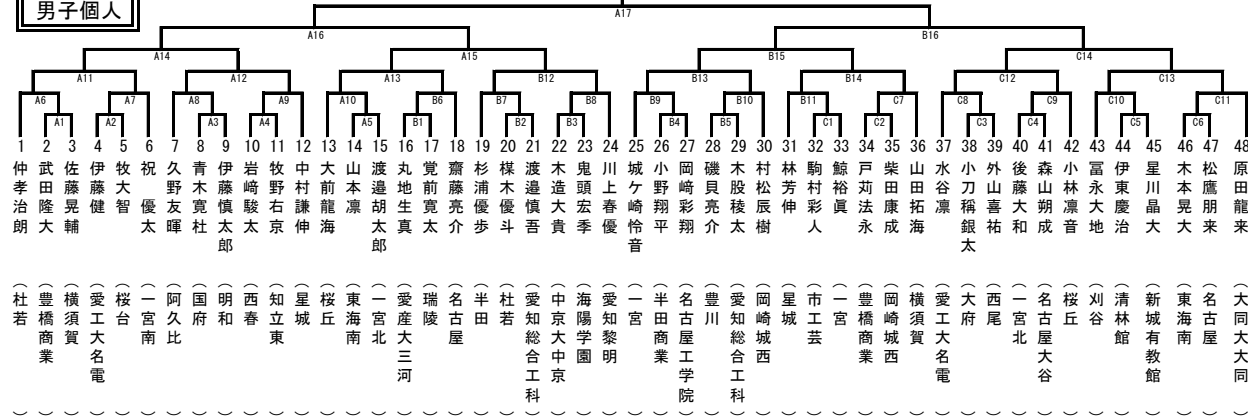 男子個人
A17
A16 B16
A14 A15 B15 C14
A11 A12 A13 B12 B13 B14 C12 C13
A6 A7 A8 A9 A10 B6 B7 B8 B9 B10 B11 C7 C8 C9 C10 C11
A1 A2 A3 A4 A5 B1 B2 B3 B4 B5 C1 C2 C3 C4 C5 C6
1 仲孝治朗 (杜若)
2 武田隆大 (豊橋商業)
3 佐藤晃輔 (横須賀)
4 伊藤健 (愛工大名電)
5 牧大智 (桜台)
6 祝優太 (一宮南)
7 久野友暉 (阿久比)
8 青木寛杜 (国府)
9 伊藤慎太郎 (明和)
10 岩﨑駿太 (西春)
11 牧野右京 (知立東)
12 中村謙伸 (星城)
13 大前龍海 (桜丘)
14 山本凛 (東海南)
15 渡邉胡太郎 (一宮北)
16 丸地生真 (愛産大三河)
17 覚前寛太 (瑞陵)
18 齋藤亮介 (名古屋)
19 杉浦優歩 (半田)
20 楳木優斗 (杜若)
21 渡邉慎吾 (愛知総合工科)
22 木造大貴 (中京大中京)
23 鬼頭宏季 (海陽学園)
24 川上春優 (愛知黎明)
25 城ケ崎怜音 (一宮)
26 小野翔平 (半田商業)
27 岡﨑彩翔 (名古屋工学院)
28 磯貝亮介 (豊川)
29 木股稜太 (愛知総合工科)
30 村松辰樹 (岡崎城西)
31 林芳伸 (星城)
32 駒村彩人 (市工芸)
33 鯨裕眞 (一宮)
34 戸苅法永 (豊橋商業)
35 柴田康成 (岡崎城西)
36 山田拓海 (横須賀)
37 水谷凛 (愛工大名電)
38 小刀稱銀太 (大府)
39 外山喜祐 (西尾)
40 後藤大和 (一宮北)
41 森山朔成 (名古屋大谷)
42 小林凛音 (桜丘)
43 冨永大地 (刈谷)
44 伊東慶治 (清林館)
45 星川晶大 (新城有教館)
46 木本晃大 (東海南)
47 松鷹朋来 (名古屋)
48 原田龍来 (大同大大同)